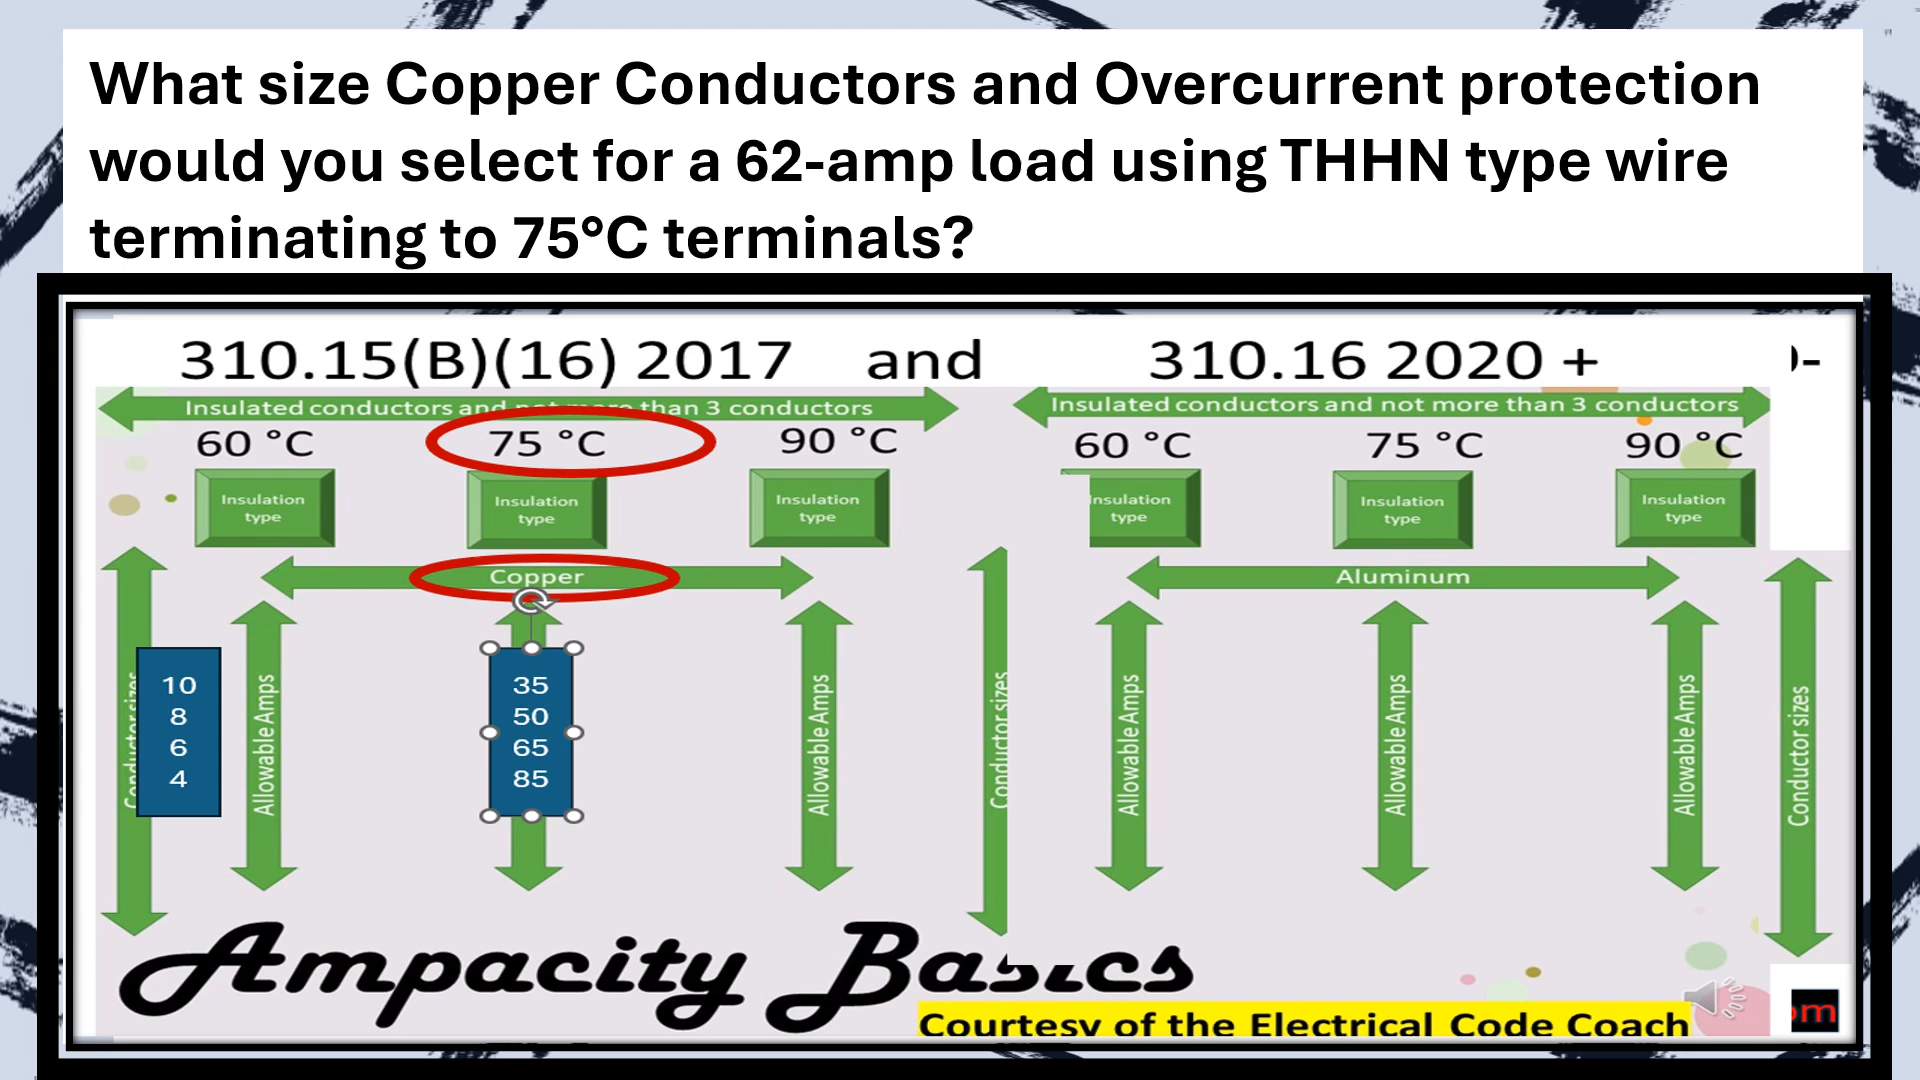 What size Copper Conductors and Overcurrent protection
would you select for a 62-amp load using THHN type wire
terminating to 75°C terminals?
310.15(B)(16) 2017 and 310.16 2020 +
)-
Insulated conductors and not more than 3 conductors
Insulated conductors and not more than 3 conductors
60 °C 75 °C 90 °C
60 °C 75 °C 90 °C
Insulation
type
Insulation
type
Insulation
type
Insulation
type
Insulation
type
Insulation
type
Copper
Aluminum
Conductor sizes
10
8
6
4
Allowable Amps
35
50
65
85
Allowable Amps
Conductor sizes
Allowable Amps
Allowable Amps
Allowable Amps
Conductor sizes
Ampacity Basics
Courtesy of the Electrical Code Coach
om